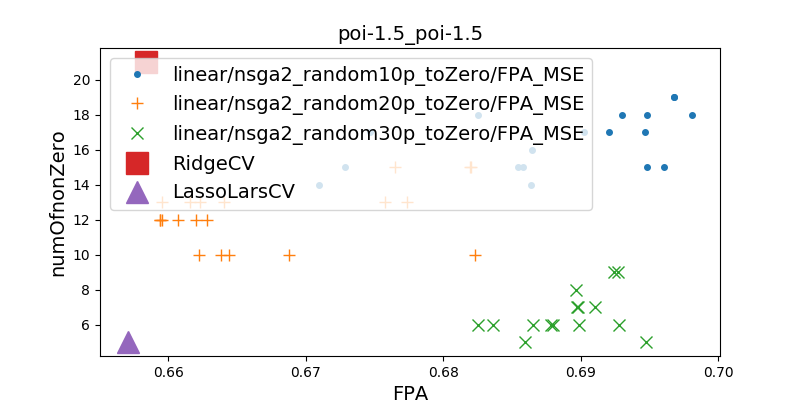 poi-1.5_poi-1.5
linear/nsga2_random10p_toZero/FPA_MSE
linear/nsga2_random20p_toZero/FPA_MSE
linear/nsga2_random30p_toZero/FPA_MSE
RidgeCV
LassoLarsCV
numOfnonZero
20
18
16
14
12
10
8
6
0.66
0.67
0.68
0.69
0.70
FPA